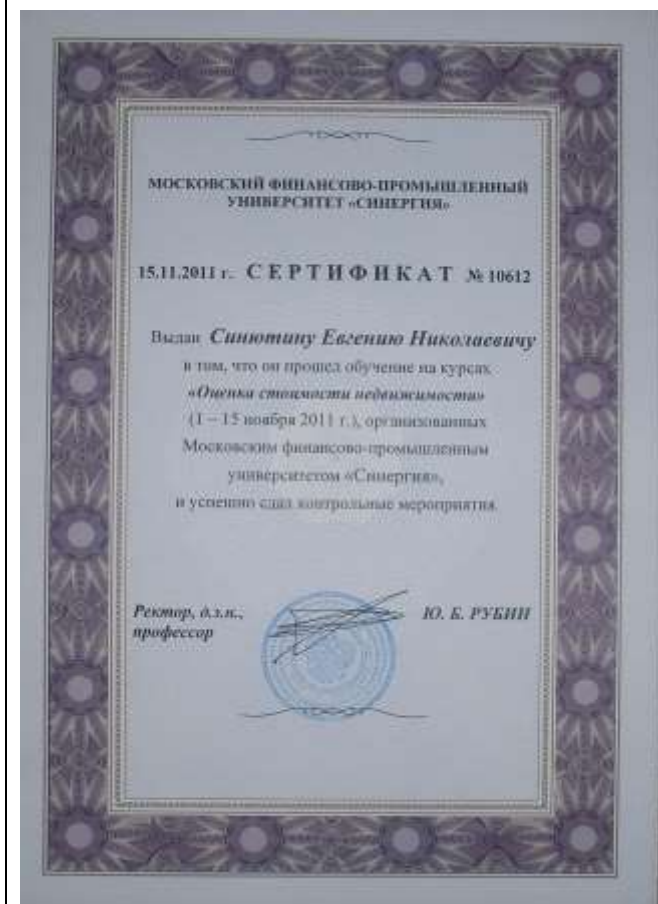 МОСКОВСКИЙ ФИНАНСОВО-ПРОМЫШЛЕННЫЙ
УНИВЕРСИТЕТ «СИНЕРГИЯ»
15.11.2011 г. СЕРТИФИКАТ № 10612
Выдан Синютину Евгению Николаевичу
в том, что он прошел обучение на курсах
«Оценка стоимости недвижимости»
(1 – 15 ноября 2011 г.), организованных
Московским финансово-промышленным
университетом «Синергия»,
и успешно сдал контрольные мероприятия.
Ректор, д.э.н., Ю. Б. РУБИН
профессор